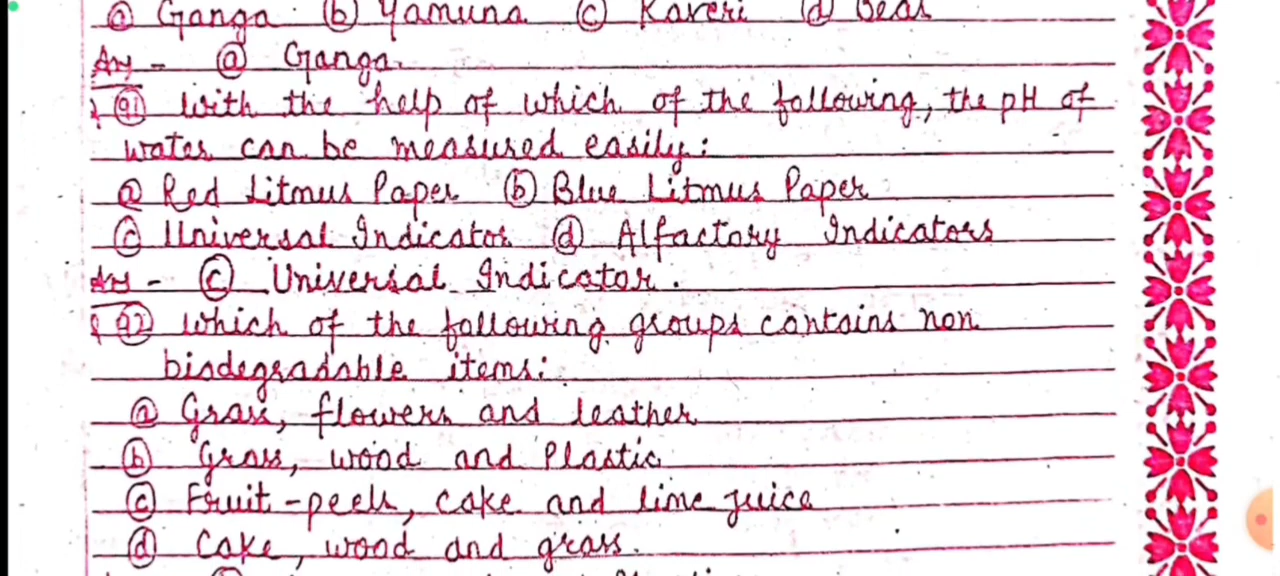 (a) Ganga (b) Yamuna (c) Kaveri (d) Beas
Ans - (a) Ganga.
Q 91 With the help of which of the following, the pH of
water can be measured easily:
(a) Red Litmus Paper (b) Blue Litmus Paper
(c) Universal Indicator (d) Alfactory Indicators
Ans - (c) Universal Indicator.
Q 92 which of the following groups contains non
biodegradable items:
(a) Grass, flowers and leather
(b) Grass, wood and Plastic
(c) Fruit-peels, cake and lime juice
(d) Cake, wood and grass.